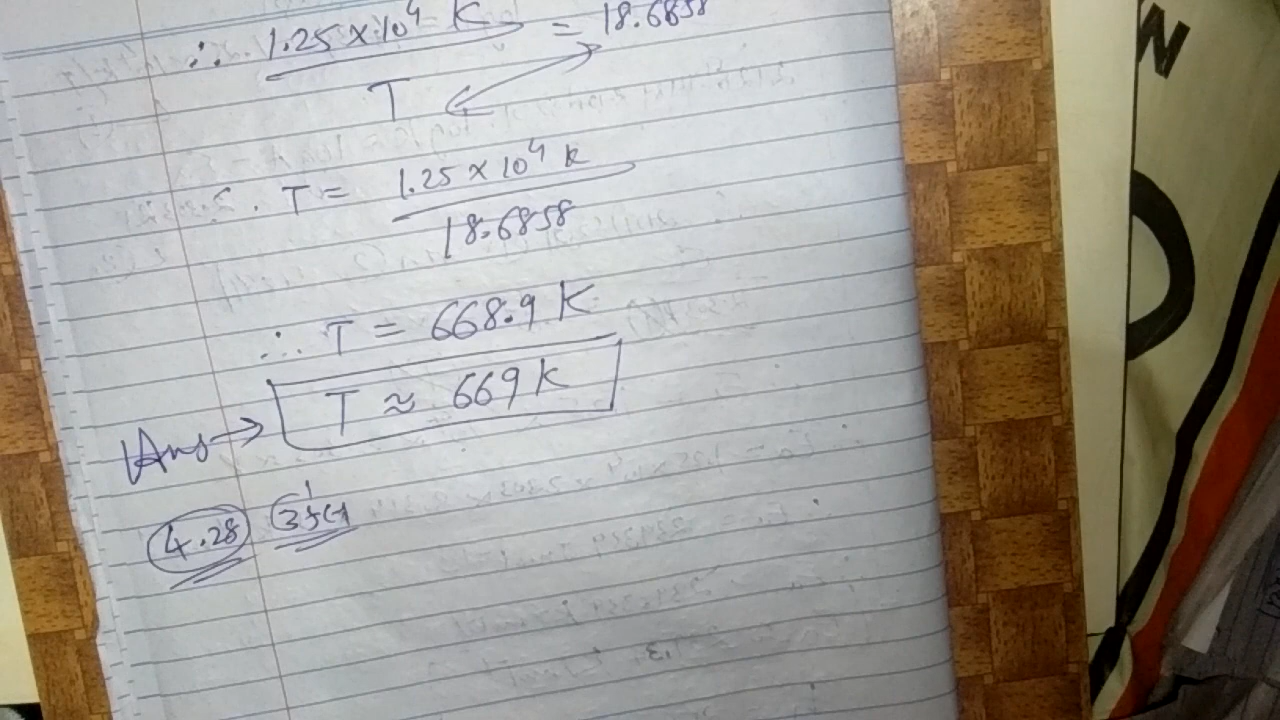 ∴ 1.25 × 10⁴ K / T = 18.6858
∴ T = 1.25 × 10⁴ K / 18.6858
∴ T = 668.9 K
Ans → T ≈ 669 K
4.28
N